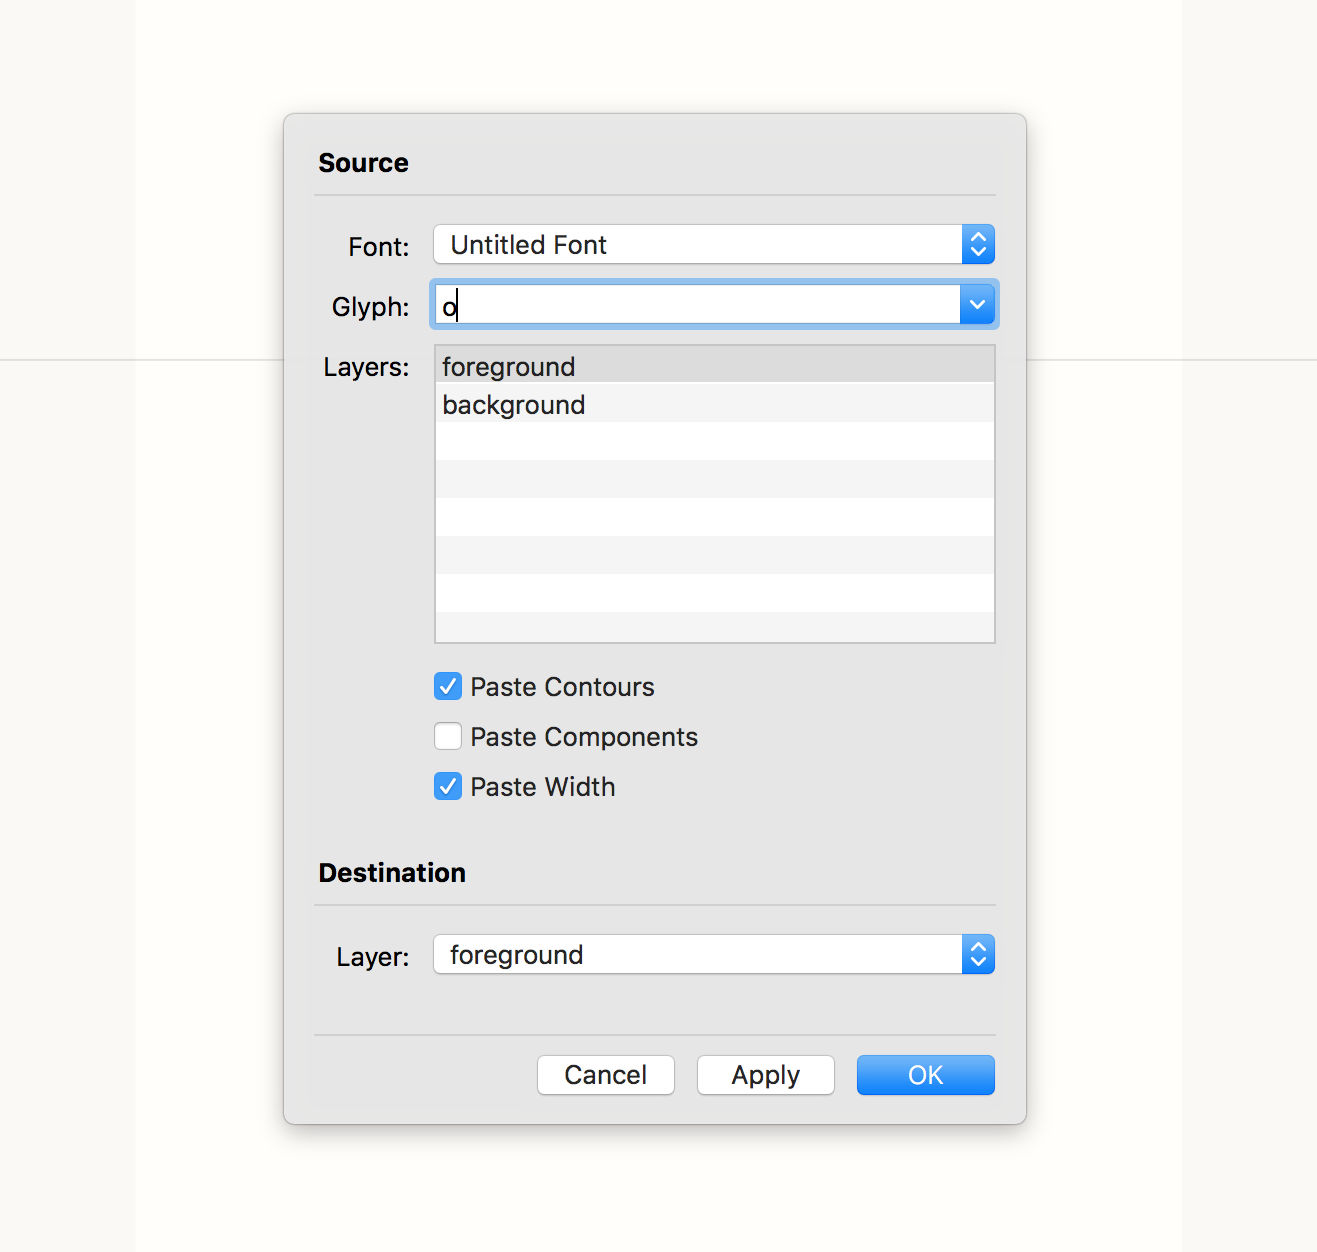 Source
Font: Untitled Font
Glyph: o
Layers: foreground
background
Paste Contours
Paste Components
Paste Width
Destination
Layer: foreground
Cancel Apply OK